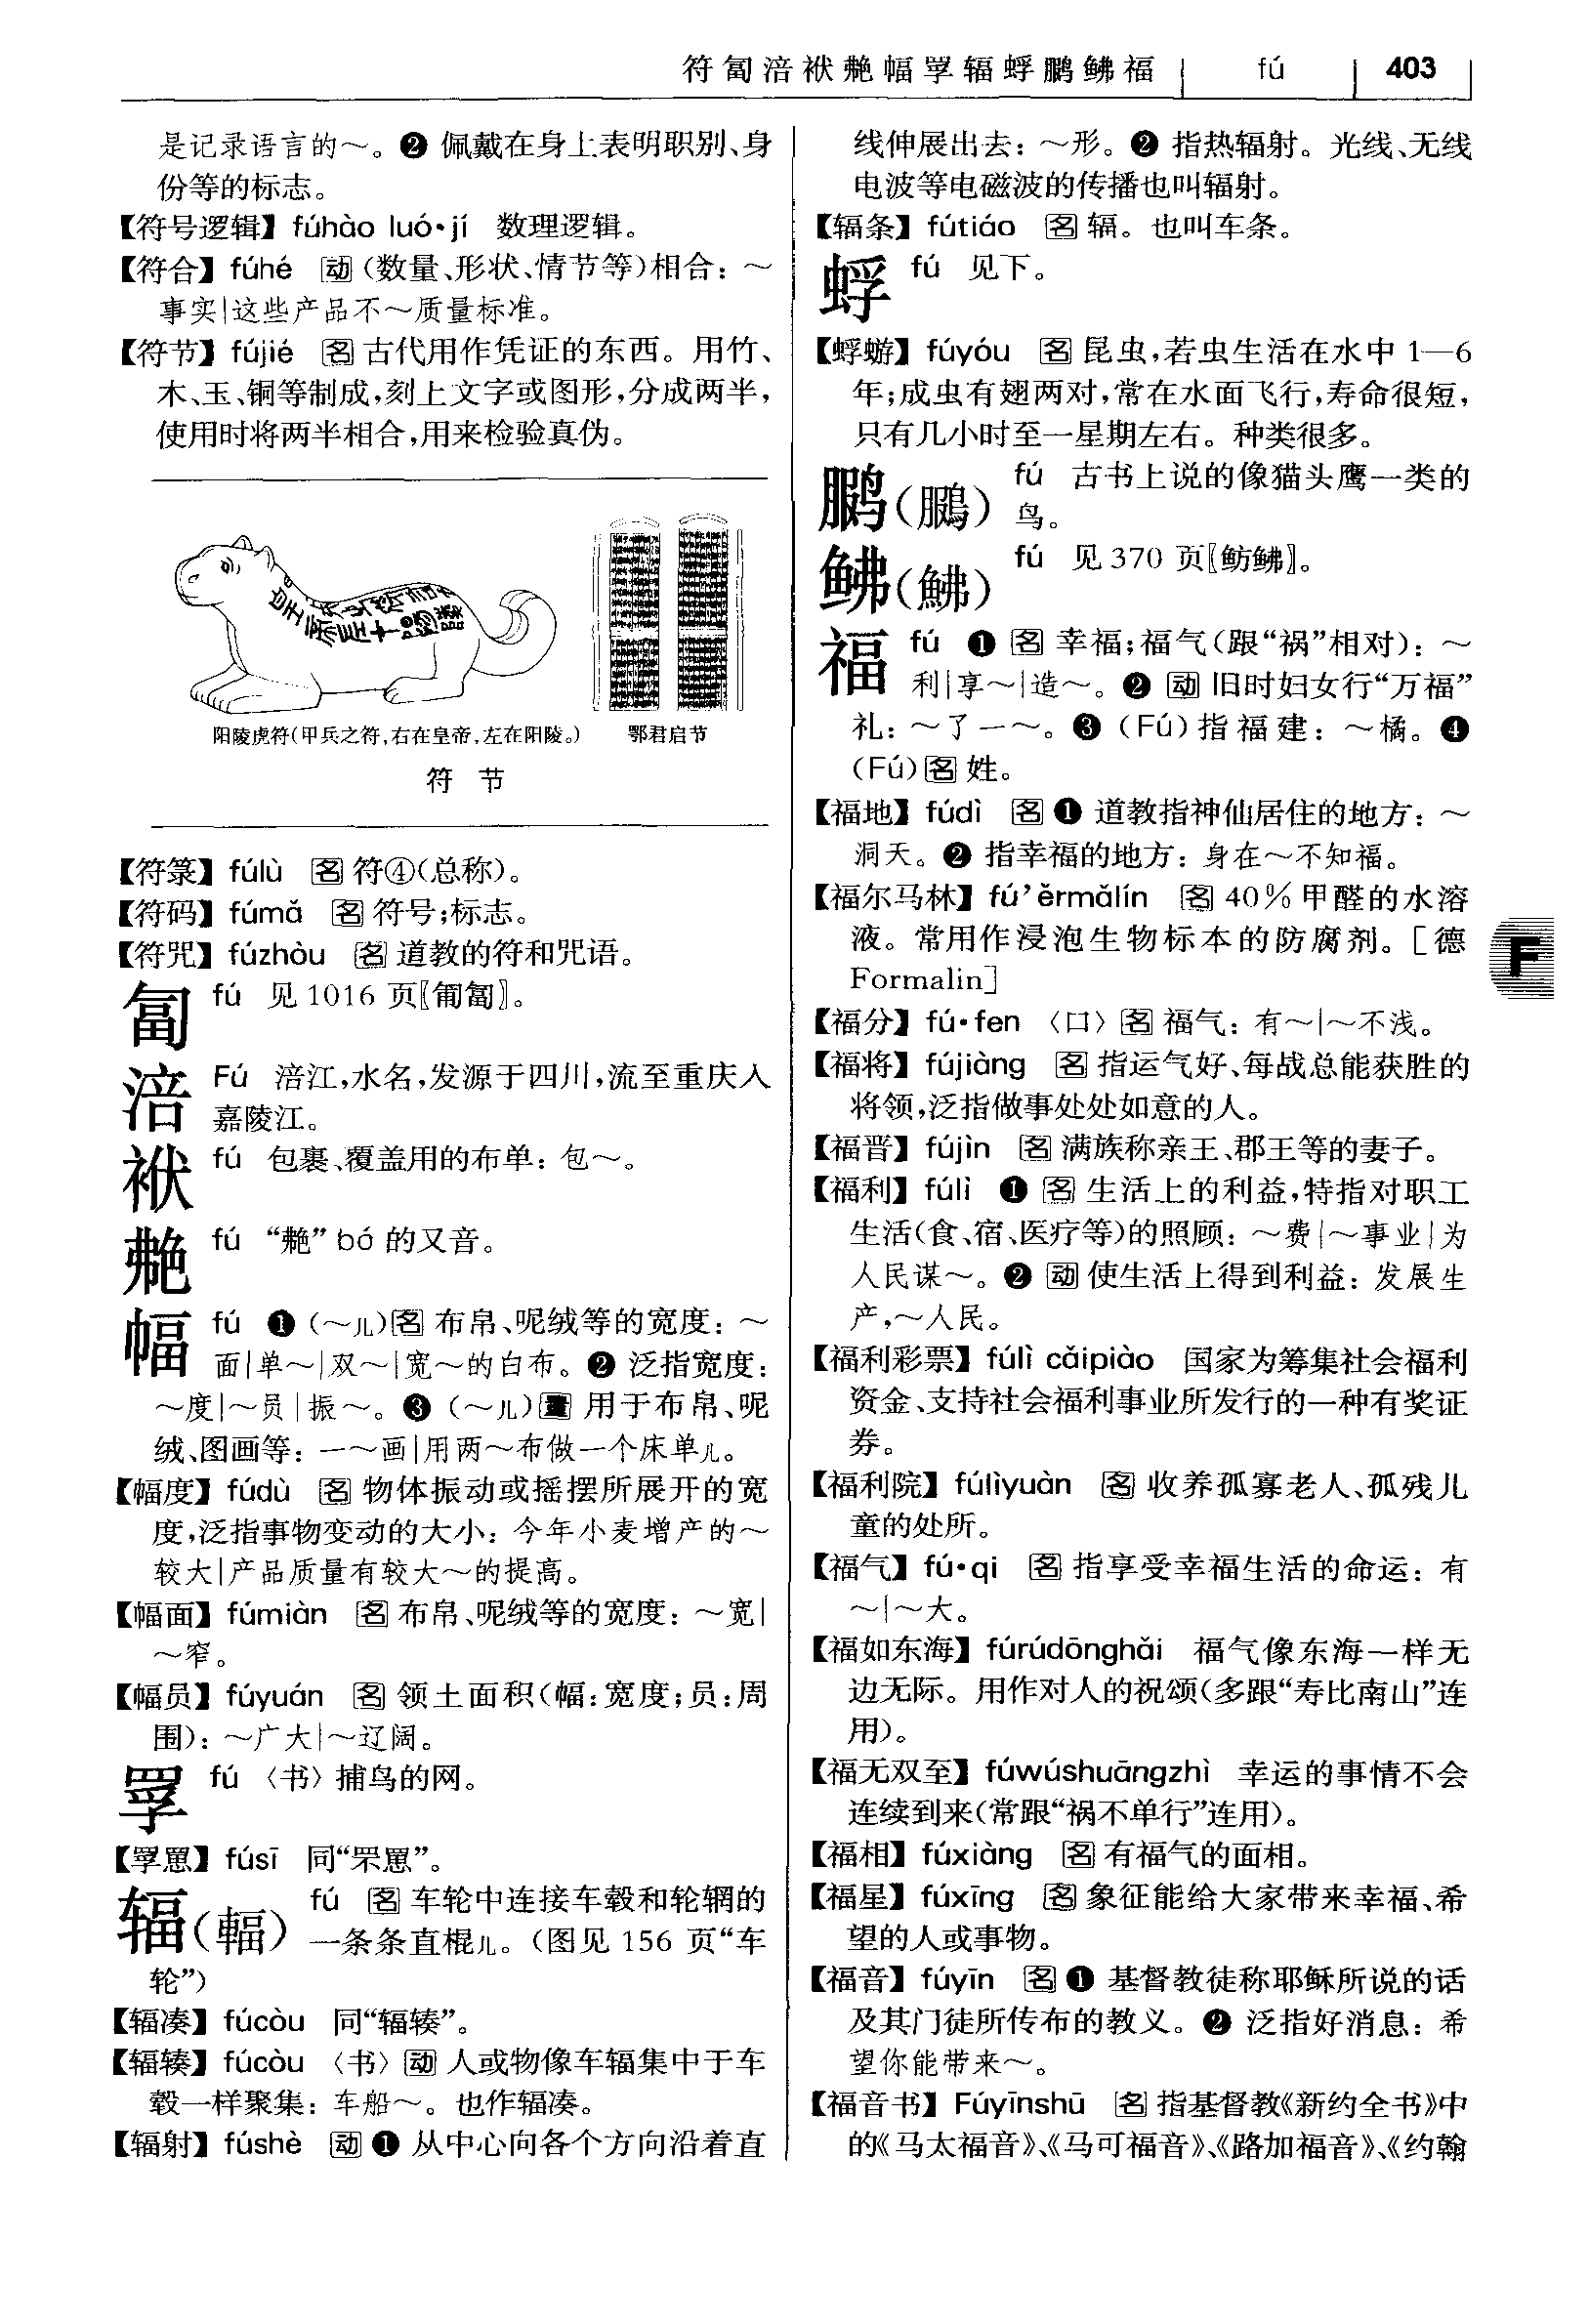 符匐涪袱艴幅罦辐蜉鵩鲱福 fú 403
是记录语言的～。❷ 佩戴在身上表明职别、身
份等的标志。
【符号逻辑】fúhào luó·jí 数理逻辑。
【符合】fúhé 动（数量、形状、情节等）相合：～
事实|这些产品不～质量标准。
【符节】fújié 名 古代用作凭证的东西。用竹、
木、玉、铜等制成，刻上文字或图形，分成两半，
使用时将两半相合，用来检验真伪。
阳陵虎符（甲兵之符，右在皇帝，左在阳陵。） 鄂君启节
符 节
【符箓】fúlù 名 符④（总称）。
【符码】fúmǎ 名 符号；标志。
【符咒】fúzhòu 名 道教的符和咒语。
匐 fú 见 1016 页〖匍匐〗。
涪 Fú 涪江，水名，发源于四川，流至重庆入
嘉陵江。
袱 fú 包裹、覆盖用的布单：包～。
艴 fú “艴” bó 的又音。
幅 fú ❶（～儿）名 布帛、呢绒等的宽度：～
面|单～|双～|宽～的白布。❷ 泛指宽度：
～度|～员|振～。❸（～儿）量 用于布帛、呢
绒、图画等：一～画|用两～布做一个床单儿。
【幅度】fúdù 名 物体振动或摇摆所展开的宽
度，泛指事物变动的大小：今年小麦增产的～
较大|产品质量有较大～的提高。
【幅面】fúmiàn 名 布帛、呢绒等的宽度：～宽|
～窄。
【幅员】fúyuán 名 领土面积（幅：宽度；员：周
围）：～广大|～辽阔。
罦 fú 〈书〉捕鸟的网。
【罦罳】fúsī 同“罘罳”。
辐（輻） fú 名 车轮中连接车毂和轮辋的
一条条直棍儿。（图见 156 页“车
轮”）
【辐凑】fúcòu 同“辐辏”。
【辐辏】fúcòu 〈书〉动 人或物像车辐集中于车
毂一样聚集：车船～。也作辐凑。
【辐射】fúshè 动 ❶ 从中心向各个方向沿着直
线伸展出去：～形。❷ 指热辐射。光线、无线
电波等电磁波的传播也叫辐射。
【辐条】fútiáo 名 辐。也叫车条。
蜉 fú 见下。
【蜉蝣】fúyóu 名 昆虫，若虫生活在水中 1—6
年；成虫有翅两对，常在水面飞行，寿命很短，
只有几小时至一星期左右。种类很多。
鵩（鵩） fú 古书上说的像猫头鹰一类的
鸟。
fú 见 370 页
福 fú ❶ 名 幸福；福气（跟“祸”相对）：～
利|享～|造～。❷ 动 旧时妇女行“万福”
礼：～了一～。❸（Fú）指福建：～橘。❹
（Fú）名 姓。
【福地】fúdì 名 ❶ 道教指神仙居住的地方：～
洞天。❷ 指幸福的地方：身在～不知福。
【福尔马林】fú’ěrmǎlín 名 40% 甲醛的水溶
液。常用作浸泡生物标本的防腐剂。［德
Formalin］
【福分】fú·fen 〈口〉名 福气：有～|～不浅。
【福将】fújiàng 名 指运气好、每战总能获胜的
将领，泛指做事处处如意的人。
【福晋】fújìn 名 满族称亲王、郡王等的妻子。
【福利】fúlì ❶ 名 生活上的利益，特指对职工
生活（食、宿、医疗等）的照顾：～费|～事业|为
人民谋～。❷ 动 使生活上得到利益：发展生
产，～人民。
【福利彩票】fúlì cǎipiào 国家为筹集社会福利
资金、支持社会福利事业所发行的一种有奖证
券。
【福利院】fúlìyuàn 名 收养孤寡老人、孤残儿
童的处所。
【福气】fú·qi 名 指享受幸福生活的命运：有
～|～大。
【福如东海】fúrúdōnghǎi 福气像东海一样无
边无际。用作对人的祝颂（多跟“寿比南山”连
用）。
【福无双至】fúwúshuāngzhì 幸运的事情不会
连续到来（常跟“祸不单行”连用）。
【福相】fúxiàng 名 有福气的面相。
【福星】fúxīng 名 象征能给大家带来幸福、希
望的人或事物。
【福音】fúyīn 名 ❶ 基督教徒称耶稣所说的话
及其门徒所传布的教义。❷ 泛指好消息：希
望你能带来～。
【福音书】Fúyīnshū 名 指基督教《新约全书》中
的《马太福音》、《马可福音》、《路加福音》、《约翰
F